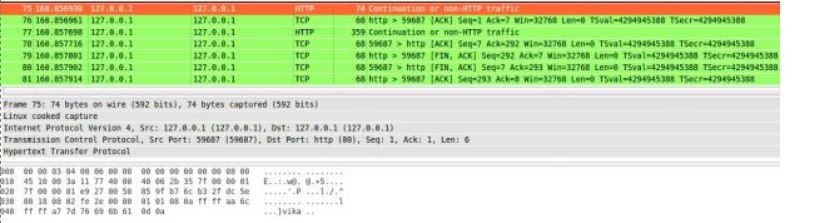 75 160.856930 127.0.0.1 127.0.0.1 HTTP 74 Continuation or non-HTTP traffic
76 160.856961 127.0.0.1 127.0.0.1 TCP 68 http > 59687 [ACK] Seq=1 Ack=7 Win=32768 Len=0 TSval=4294945388 TSecr=4294945388
77 160.857698 127.0.0.1 127.0.0.1 HTTP 359 Continuation or non-HTTP traffic
78 160.857716 127.0.0.1 127.0.0.1 TCP 68 59687 > http [ACK] Seq=7 Ack=292 Win=32768 Len=0 TSval=4294945388 TSecr=4294945388
79 160.857801 127.0.0.1 127.0.0.1 TCP 68 http > 59687 [FIN, ACK] Seq=292 Ack=7 Win=32768 Len=0 TSval=4294945388 TSecr=4294945388
80 160.857902 127.0.0.1 127.0.0.1 TCP 68 59687 > http [FIN, ACK] Seq=7 Ack=293 Win=32768 Len=0 TSval=4294945388 TSecr=4294945388
81 160.857914 127.0.0.1 127.0.0.1 TCP 68 http > 59687 [ACK] Seq=293 Ack=8 Win=32768 Len=0 TSval=4294945388 TSecr=4294945388
Frame 75: 74 bytes on wire (592 bits), 74 bytes captured (592 bits)
Linux cooked capture
Internet Protocol Version 4, Src: 127.0.0.1 (127.0.0.1), Dst: 127.0.0.1 (127.0.0.1)
Transmission Control Protocol, Src Port: 59687 (59687), Dst Port: http (80), Seq: 1, Ack: 1, Len: 6
Hypertext Transfer Protocol
000 00 00 03 04 00 06 00 00 00 00 00 00 00 00 08 00 ........ ........
010 45 10 00 3a 11 77 40 00 40 06 2b 35 7f 00 00 01 E..:.w@. @.+5....
020 7f 00 00 01 e9 27 00 50 85 9f b7 6c b3 2f dc 5e .....'.P ...l./.^
030 80 18 08 02 fe 2e 00 00 01 01 08 0a ff ff aa 6c ........ .......l
040 ff ff a7 7d 76 69 6b 61 0d 0a ...}vika ..